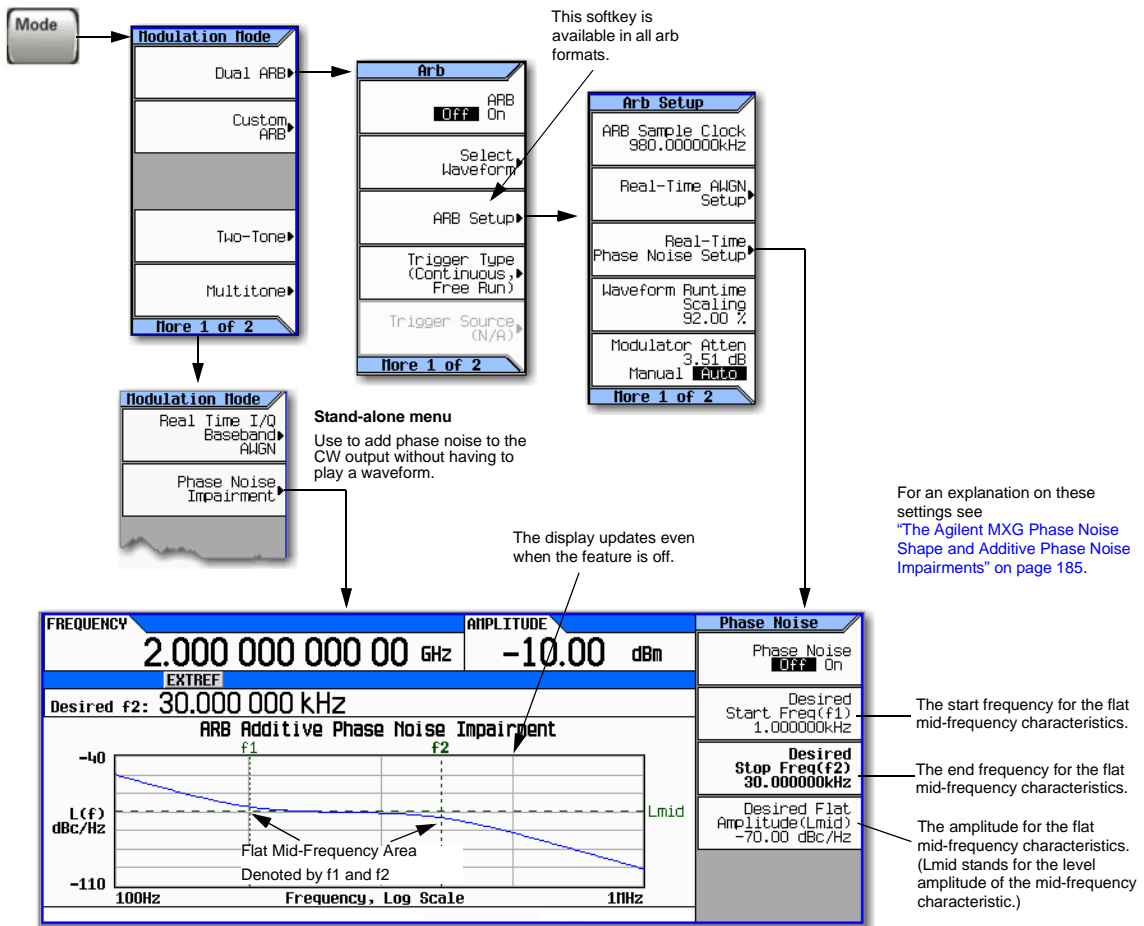 Mode
Modulation Mode
Dual ARB
Custom
ARB
Two-Tone
Multitone
More 1 of 2
This softkey is
available in all arb
formats.
Arb
ARB
Off On
Select
Waveform
ARB Setup
Trigger Type
(Continuous,
Free Run)
Trigger Source
(N/A)
More 1 of 2
Arb Setup
ARB Sample Clock
980.000000kHz
Real-Time AWGN
Setup
Real-Time
Phase Noise Setup
Waveform Runtime
Scaling
92.00 %
Modulator Atten
3.51 dB
Manual Auto
More 1 of 2
Modulation Mode
Real Time I/Q
Baseband
AWGN
Phase Noise
Impairment
Stand-alone menu
Use to add phase noise to the
CW output without having to
play a waveform.
The display updates even
when the feature is off.
For an explanation on these
settings see
“The Agilent MXG Phase Noise
Shape and Additive Phase Noise
Impairments” on page 185.
FREQUENCY
2.000 000 000 00 GHz
AMPLITUDE
-10.00 dBm
EXTREF
Desired f2: 30.000 000 kHz
ARB Additive Phase Noise Impairment
f1 f2
-40
L(f)
dBc/Hz
Lmid
Flat Mid-Frequency Area
Denoted by f1 and f2
-110
100Hz Frequency, Log Scale 1MHz
Phase Noise
Phase Noise
Off On
Desired
Start Freq(f1)
1.000000kHz
Desired
Stop Freq(f2)
30.000000kHz
Desired Flat
Amplitude(Lmid)
-70.00 dBc/Hz
The start frequency for the flat
mid-frequency characteristics.
The end frequency for the flat
mid-frequency characteristics.
The amplitude for the flat
mid-frequency characteristics.
(Lmid stands for the level
amplitude of the mid-frequency
characteristic.)